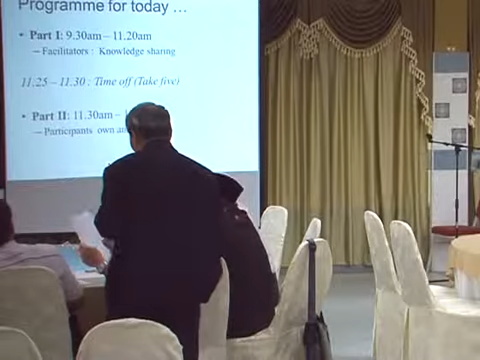 Programme for today ...
• Part I: 9.30am – 11.20am
– Facilitators : Knowledge sharing
11.25 – 11.30 : Time off (Take five)
• Part II: 11.30am –
– Participants own